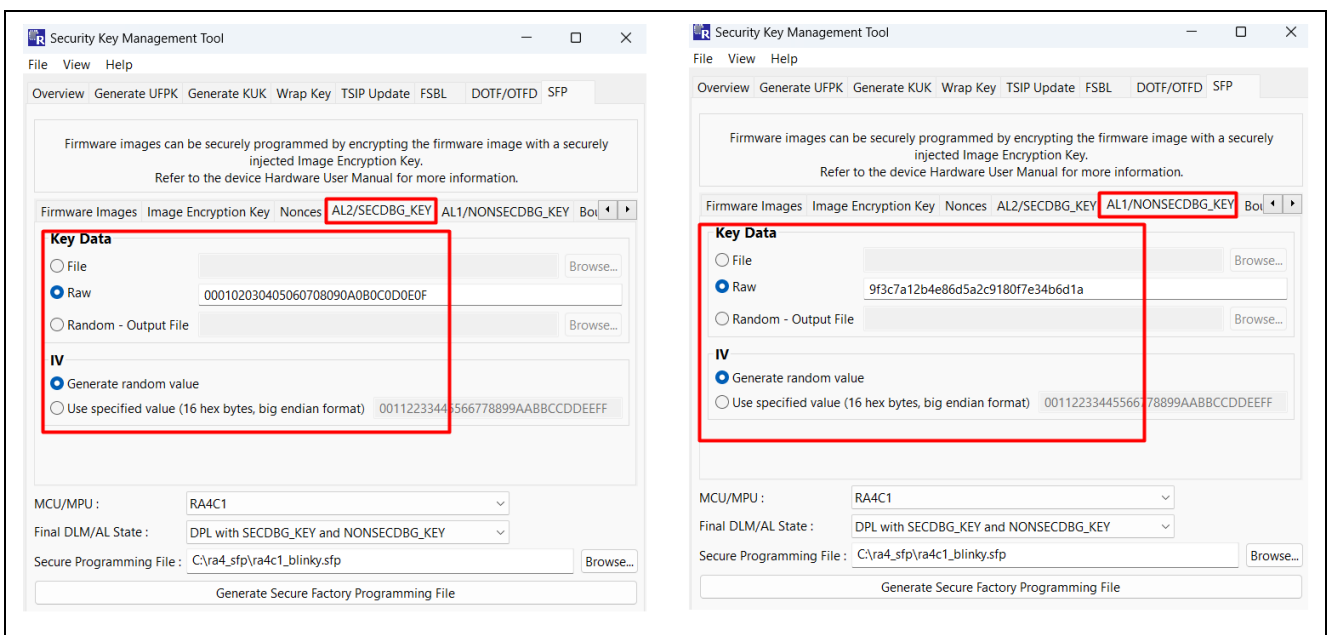 Security Key Management Tool
File View Help
Overview Generate UFPK Generate KUK Wrap Key TSIP Update FSBL DOTF/OTFD SFP
Firmware images can be securely programmed by encrypting the firmware image with a securely
injected Image Encryption Key.
Refer to the device Hardware User Manual for more information.
Firmware Images Image Encryption Key Nonces AL2/SECDBG_KEY AL1/NONSECDBG_KEY
Key Data
File Browse...
Raw 000102030405060708090A0B0C0D0E0F
Random - Output File Browse...
IV
Generate random value
Use specified value (16 hex bytes, big endian format) 00112233445566778899AABBCCDDEEFF
MCU/MPU : RA4C1
Final DLM/AL State : DPL with SECDBG_KEY and NONSECDBG_KEY
Secure Programming File : C:\ra4_sfp\ra4c1_blinky.sfp Browse...
Generate Secure Factory Programming File
Security Key Management Tool
File View Help
Overview Generate UFPK Generate KUK Wrap Key TSIP Update FSBL DOTF/OTFD SFP
Firmware images can be securely programmed by encrypting the firmware image with a securely
injected Image Encryption Key.
Refer to the device Hardware User Manual for more information.
Firmware Images Image Encryption Key Nonces AL2/SECDBG_KEY AL1/NONSECDBG_KEY
Key Data
File Browse...
Raw 9f3c7a12b4e86d5a2c9180f7e34b6d1a
Random - Output File Browse...
IV
Generate random value
Use specified value (16 hex bytes, big endian format) 00112233445566778899AABBCCDDEEFF
MCU/MPU : RA4C1
Final DLM/AL State : DPL with SECDBG_KEY and NONSECDBG_KEY
Secure Programming File : C:\ra4_sfp\ra4c1_blinky.sfp Browse...
Generate Secure Factory Programming File